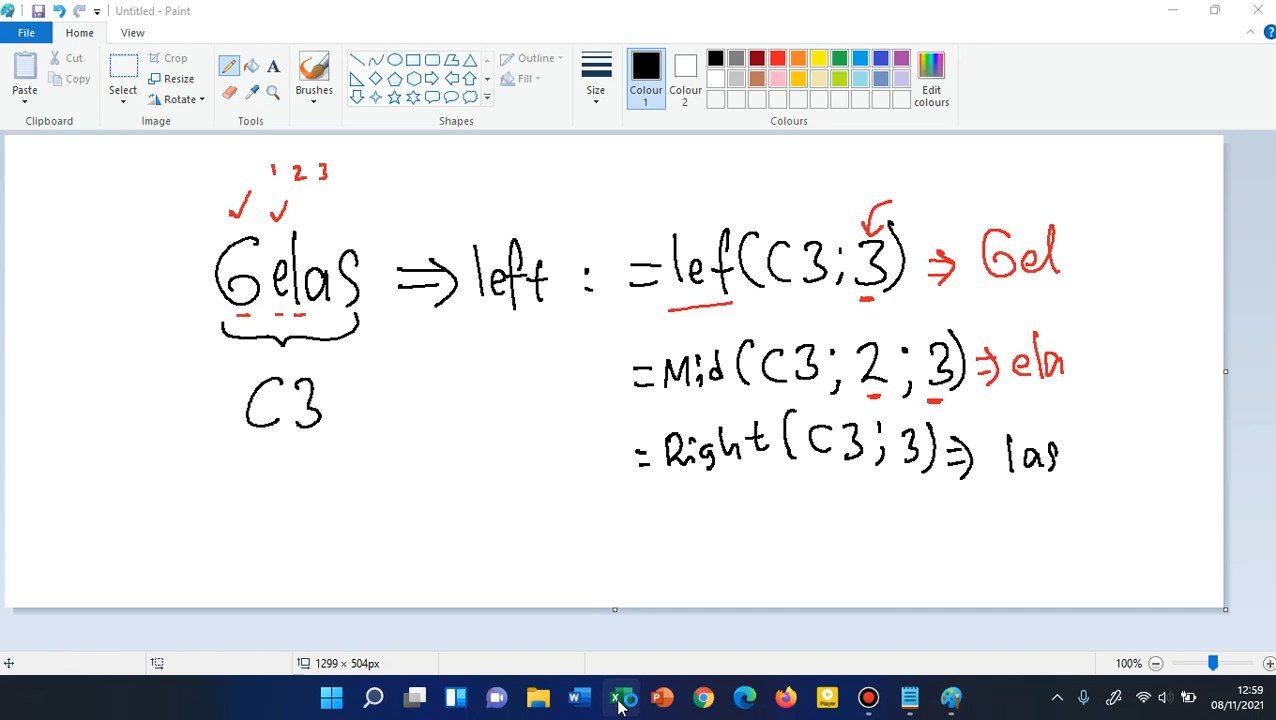 Untitled - Paint
File Home View
Paste
Cut
Copy
Clipboard
Select
Crop
Resize
Rotate
Image
Tools
Brushes
Shapes
Outline
Fill
Size
Colour 1
Colour 2
Edit colours
Colours
1 2 3
Gelas ⇒ left : =lef(C3;3) ⇒ Gel
=Mid(C3;2;3) ⇒ ela
C3
=Right(C3;3) ⇒ las
1299 × 504px
100%
Player
12:59
08/11/2021